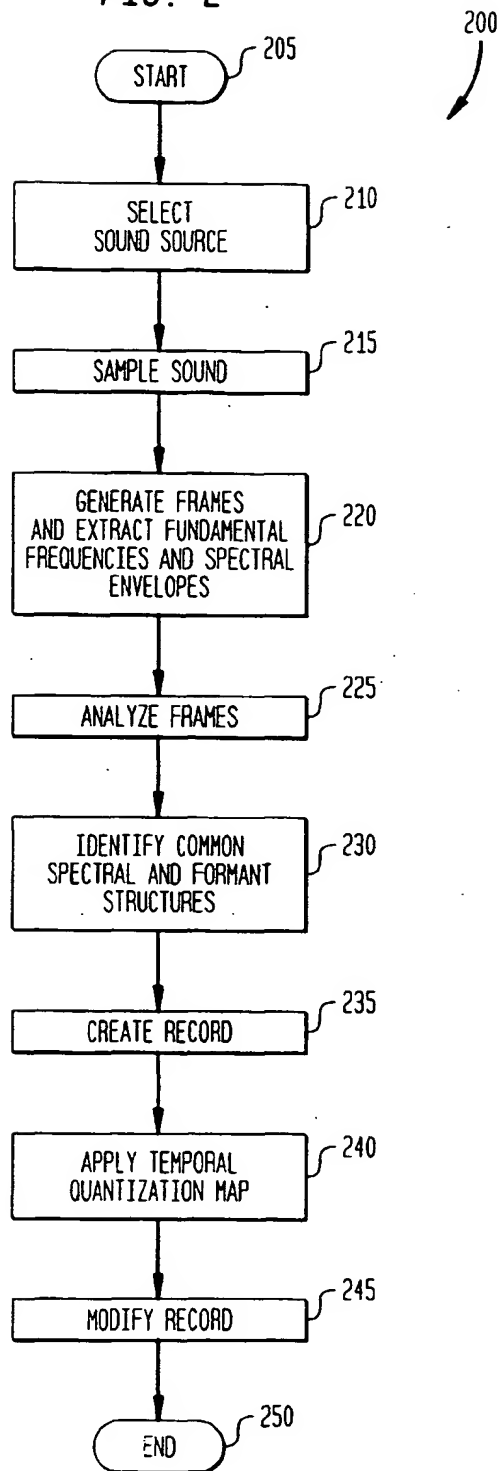 FIG. 2
200
START
205
SELECT
SOUND SOURCE
210
SAMPLE SOUND
215
GENERATE FRAMES
AND EXTRACT FUNDAMENTAL
FREQUENCIES AND SPECTRAL
ENVELOPES
220
ANALYZE FRAMES
225
IDENTIFY COMMON
SPECTRAL AND FORMANT
STRUCTURES
230
CREATE RECORD
235
APPLY TEMPORAL
QUANTIZATION MAP
240
MODIFY RECORD
245
END
250